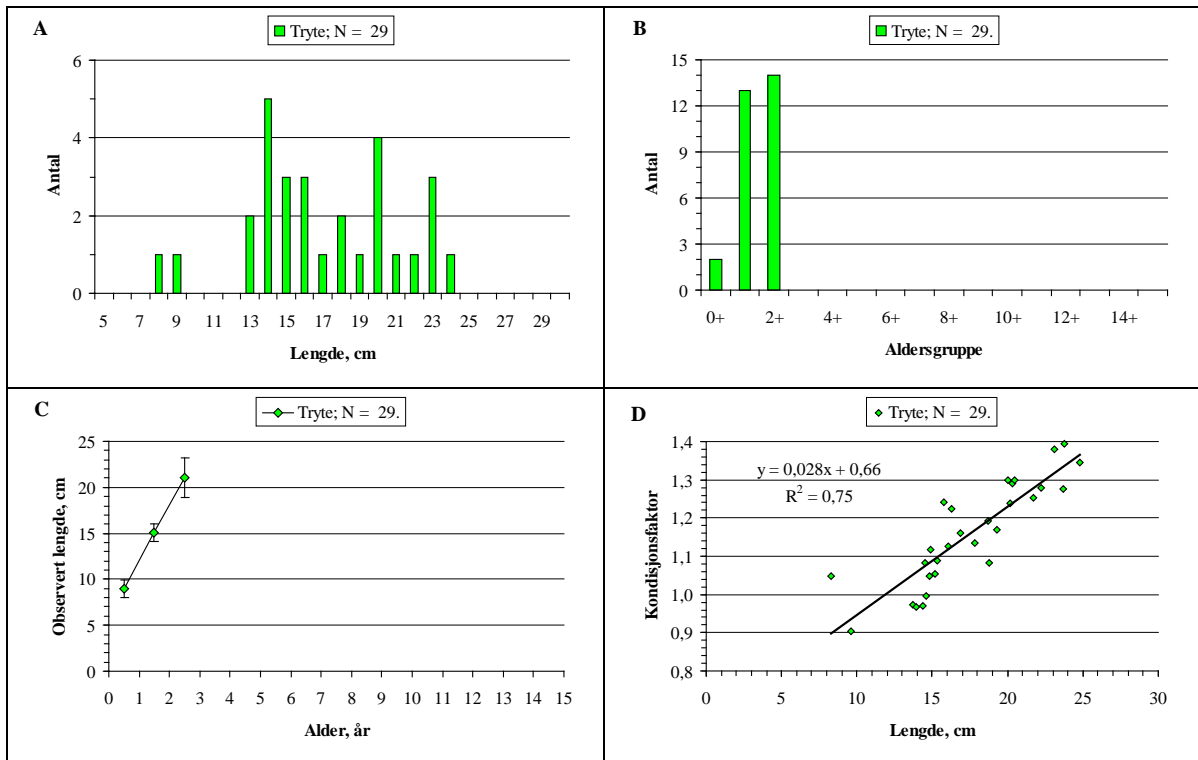 A
Tryte; N = 29
6
4
2
0
Antal
5 7 9 11 13 15 17 19 21 23 25 27 29
Lengde, cm
B
Tryte; N = 29.
15
12
9
6
3
0
Antal
0+ 2+ 4+ 6+ 8+ 10+ 12+ 14+
Aldersgruppe
C
Tryte; N = 29.
25
20
15
10
5
0
Observert lengde, cm
0 1 2 3 4 5 6 7 8 9 10 11 12 13 14 15
Alder, år
D
Tryte; N = 29.
1,4
1,3
1,2
1,1
1,0
0,9
0,8
Kondisjonsfaktor
y = 0,028x + 0,66
R² = 0,75
0 5 10 15 20 25 30
Lengde, cm